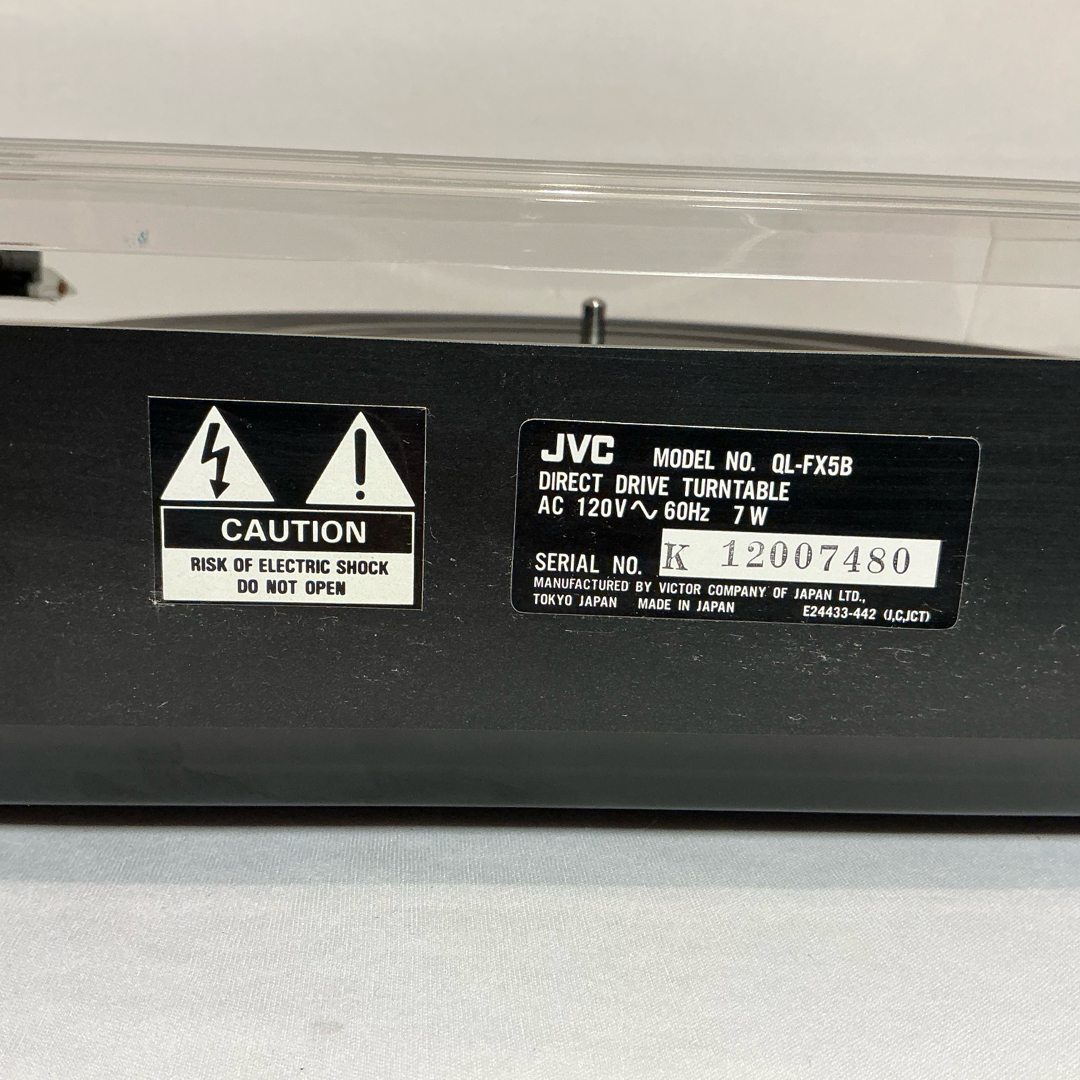 CAUTION
RISK OF ELECTRIC SHOCK
DO NOT OPEN
JVC MODEL NO. QL-FX5B
DIRECT DRIVE TURNTABLE
AC 120V ~ 60Hz 7W
SERIAL NO. K 12007480
MANUFACTURED BY VICTOR COMPANY OF JAPAN LTD.,
TOKYO JAPAN MADE IN JAPAN E24433-442 (J,C,JCT)